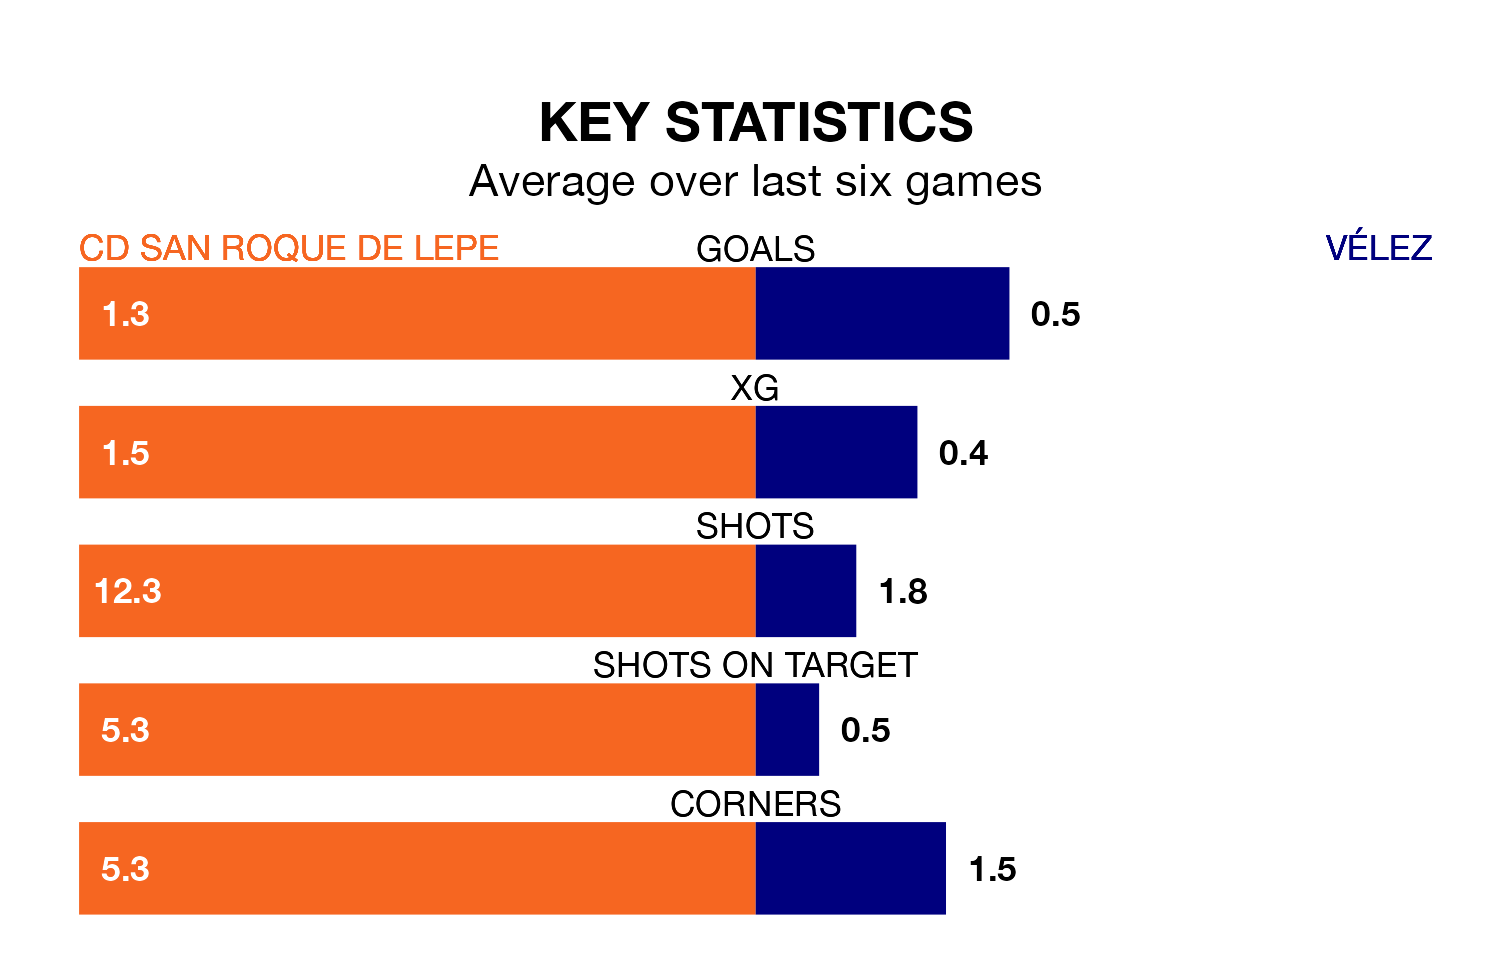 KEY STATISTICS
Average over last six games
CD SAN ROQUE DE LEPE GOALS VÉLEZ
1.3 0.5
XG
1.5 0.4
SHOTS
12.3 1.8
SHOTS ON TARGET
5.3 0.5
CORNERS
5.3 1.5